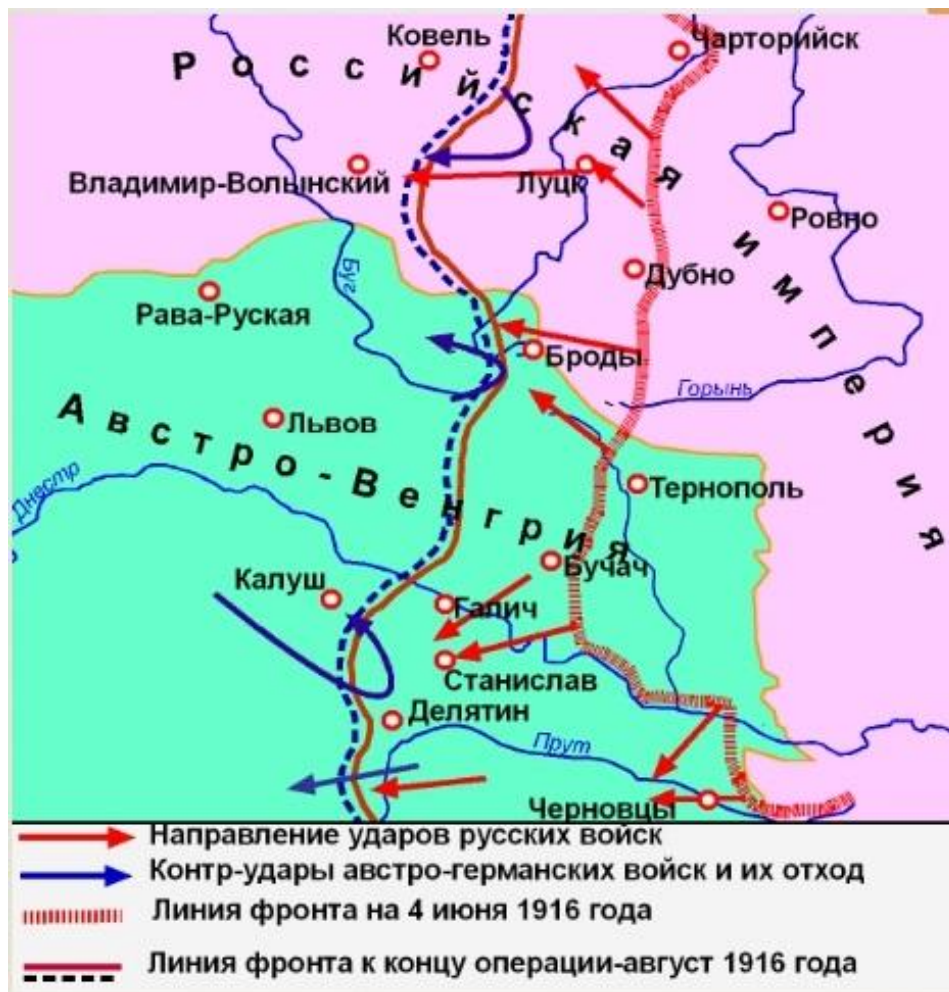 Ковель
Чарторийск
Российская империя
Владимир-Волынский
Луцк
Ровно
Буг
Дубно
Рава-Руская
Броды
Горынь
Львов
Австро-Венгрия
Днестр
Тернополь
Бучач
Калуш
Галич
Станислав
Делятин
Прут
Черновцы
Направление ударов русских войск
Контр-удары австро-германских войск и их отход
Линия фронта на 4 июня 1916 года
Линия фронта к концу операции-август 1916 года